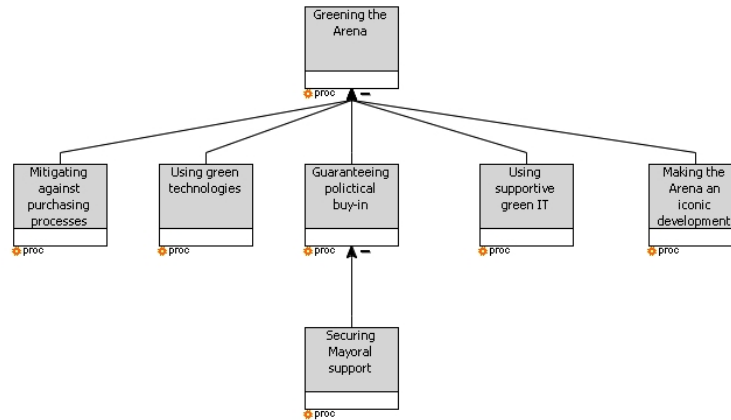 Greening the
Arena
proc
Mitigating
against
purchasing
processes
proc
Using green
technologies
proc
Guaranteeing
polictical
buy-in
proc
Using
supportive
green IT
proc
Making the
Arena an
iconic
development
proc
Securing
Mayoral
support
proc